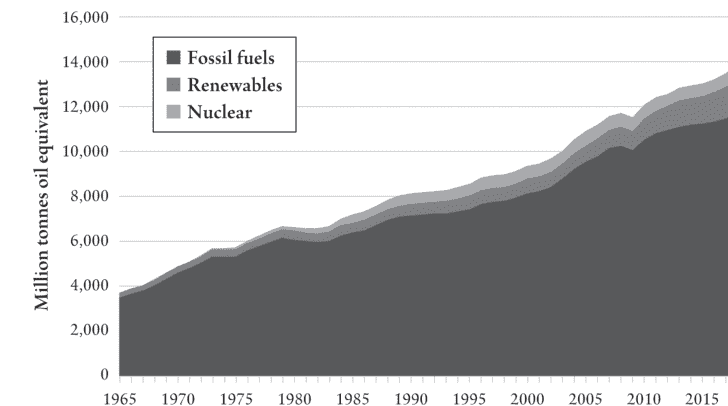 16,000
14,000
12,000
10,000
8,000
6,000
4,000
2,000
0
Million tonnes oil equivalent
Fossil fuels
Renewables
Nuclear
1965 1970 1975 1980 1985 1990 1995 2000 2005 2010 2015